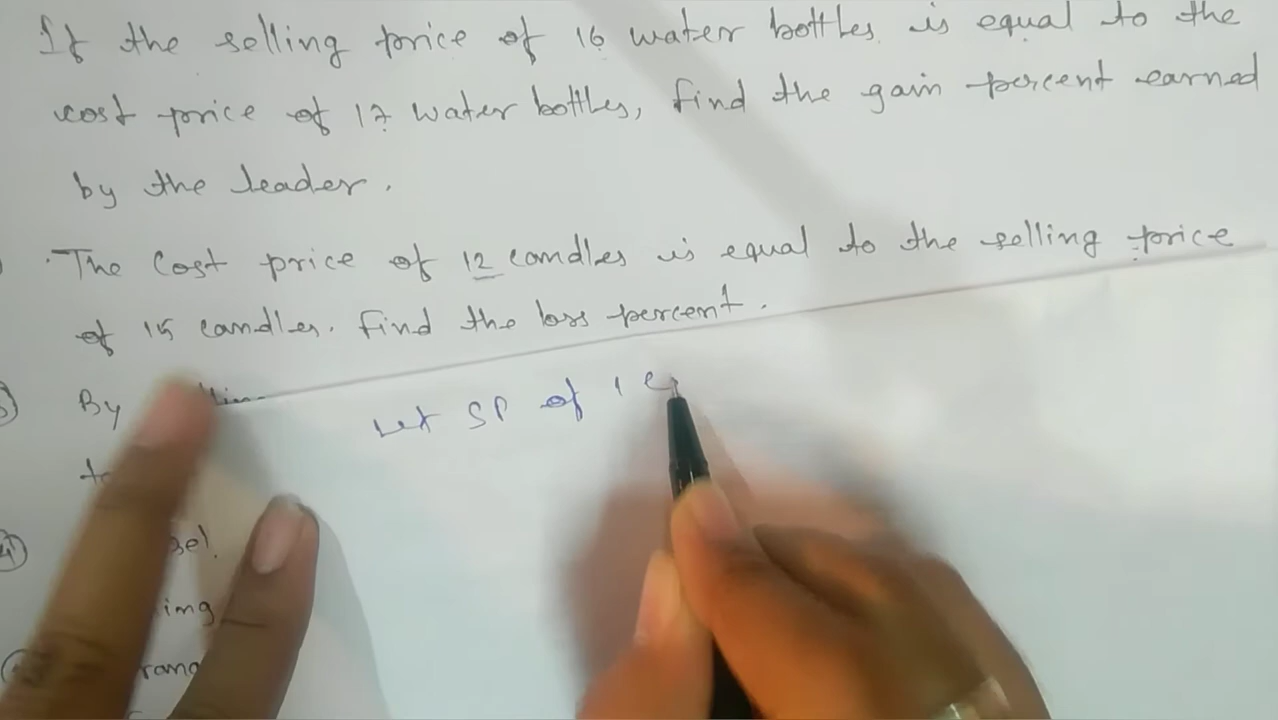 If the selling price of 16 water bottles is equal to the
cost price of 17 water bottles, find the gain percent earned
by the leader.
The Cost price of 12 candles is equal to the selling price
of 15 candles. Find the loss percent.
By
Let SP of 1 c